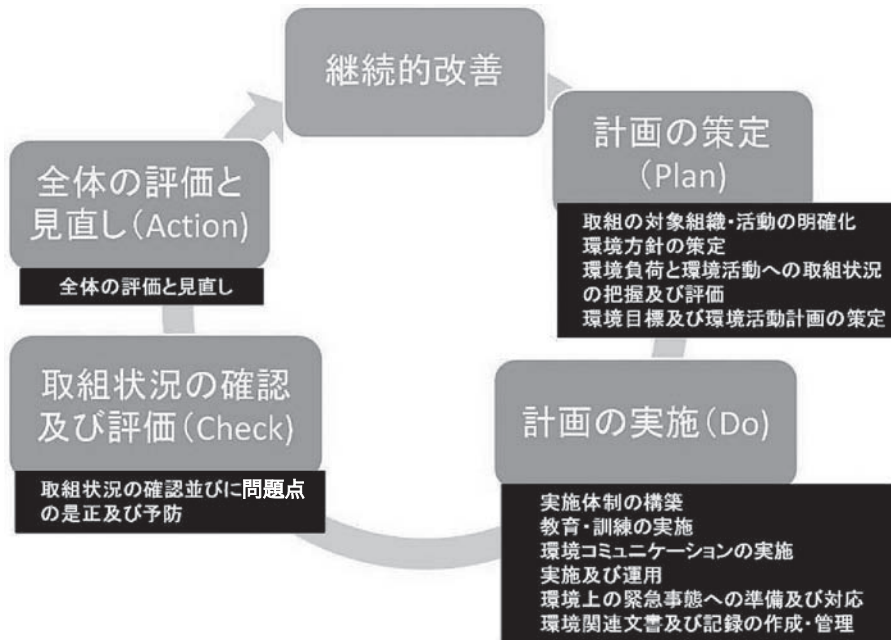 継続的改善
計画の策定
(Plan)
取組の対象組織・活動の明確化
環境方針の策定
環境負荷と環境活動への取組状況
の把握及び評価
環境目標及び環境活動計画の策定
計画の実施(Do)
実施体制の構築
教育・訓練の実施
環境コミュニケーションの実施
実施及び運用
環境上の緊急事態への準備及び対応
環境関連文書及び記録の作成・管理
取組状況の確認
及び評価(Check)
取組状況の確認並びに問題点
の是正及び予防
全体の評価と
見直し(Action)
全体の評価と見直し